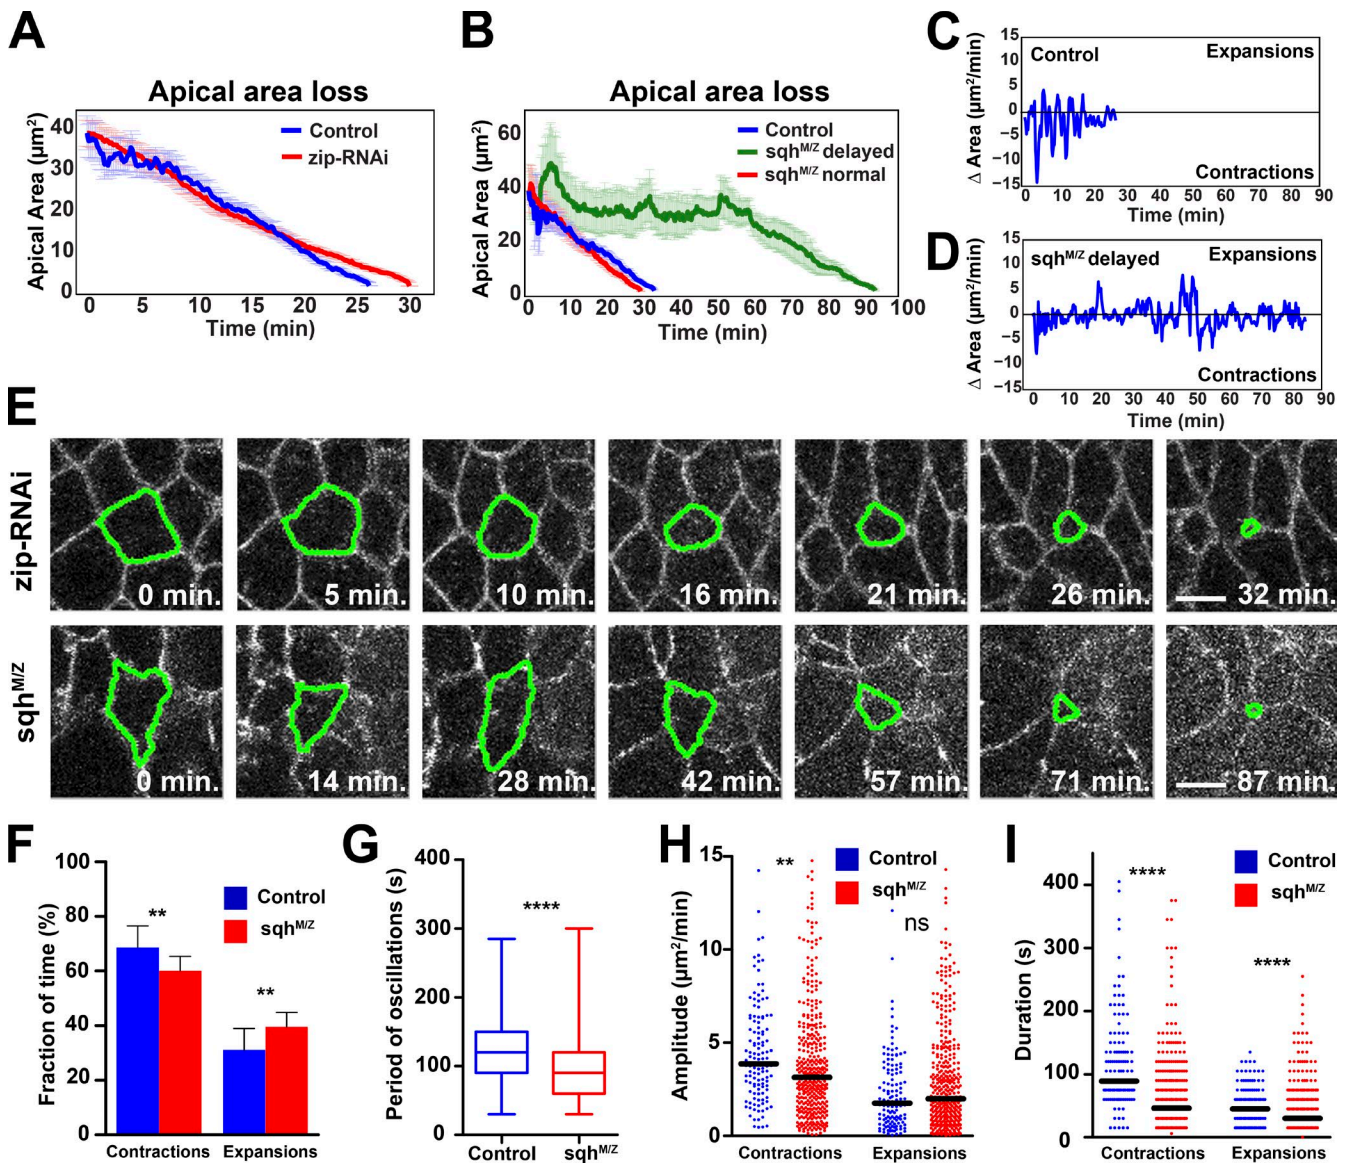 A
Apical area loss
Apical Area (µm²)
40
30
20
10
0
Control
zip-RNAi
0 5 10 15 20 25 30
Time (min)
B
Apical area loss
Apical Area (µm²)
60
40
20
0
Control
sqhM/Z delayed
sqhM/Z normal
0 10 20 30 40 50 60 70 80 90 100
Time (min)
C
Δ Area (µm²/min)
15
10
5
0
−5
−10
−15
Control
Expansions
Contractions
0 10 20 30 40 50 60 70 80 90
Time (min)
D
Δ Area (µm²/min)
15
10
5
0
−5
−10
−15
sqhM/Z delayed
Expansions
Contractions
0 10 20 30 40 50 60 70 80 90
Time (min)
E
zip-RNAi
0 min.
5 min.
10 min.
16 min.
21 min.
26 min.
32 min.
sqhM/Z
0 min.
14 min.
28 min.
42 min.
57 min.
71 min.
87 min.
F
Fraction of time (%)
100
80
60
40
20
0
Control
sqhM/Z
**
**
Contractions Expansions
G
Period of oscillations (s)
400
300
200
100
0
****
Control sqhM/Z
H
Amplitude (µm²/min)
15
10
5
0
Control
sqhM/Z
**
ns
Contractions Expansions
I
Duration (s)
400
300
200
100
0
Control
sqhM/Z
****
****
Contractions Expansions